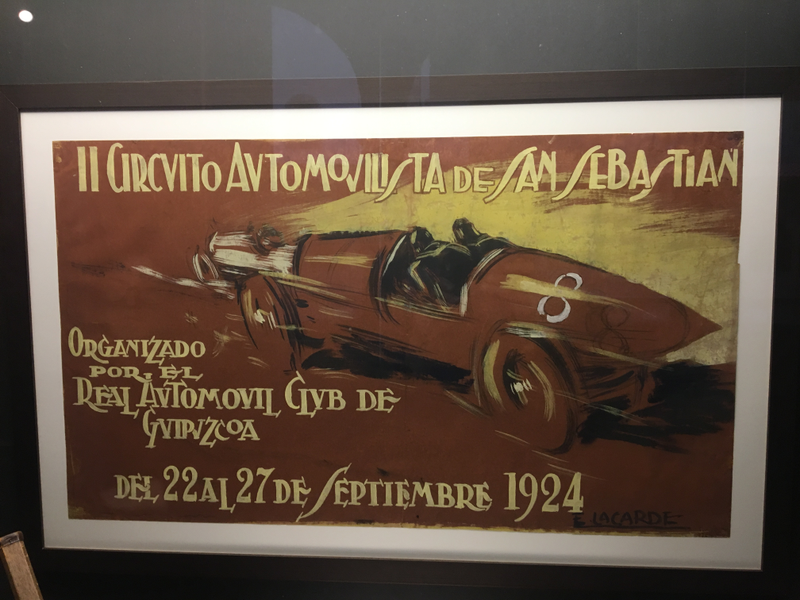 II CIRCVITO AVTOMOVILISTA DE SAN SEBASTIAN
8
ORGANIZADO
POR EL
REAL AVTOMOVIL CLVB DE
GVIPVZCOA
DEL 22 AL 27 DE SEPTIEMBRE 1924
E LACARDE